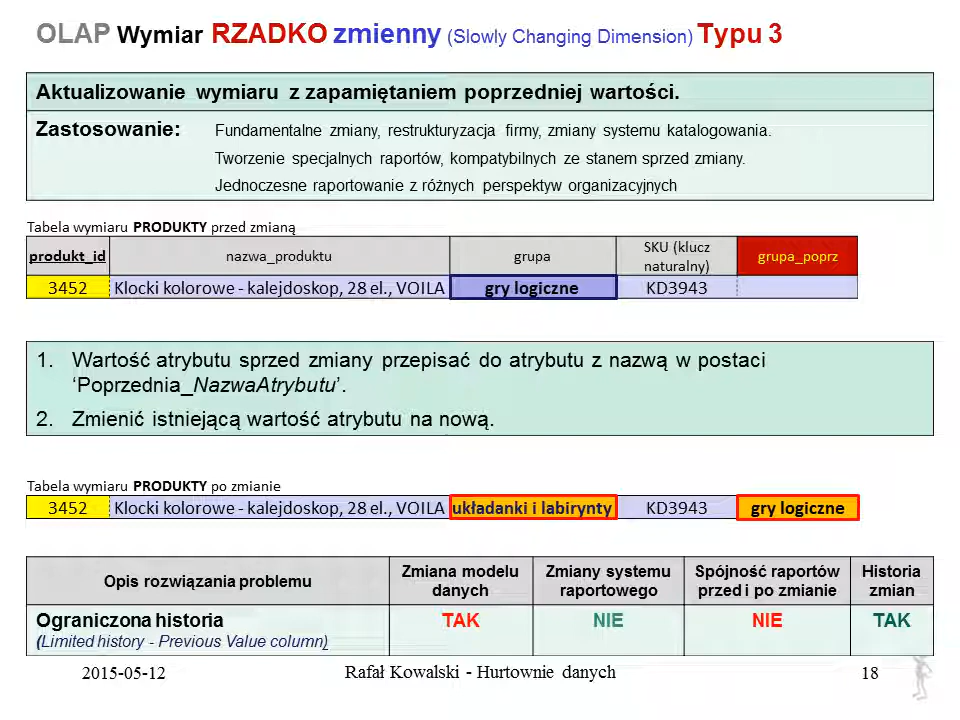 OLAP Wymiar RZADKO zmienny (Slowly Changing Dimension) Typu 3
Aktualizowanie wymiaru z zapamiętaniem poprzedniej wartości.
Zastosowanie: Fundamentalne zmiany, restrukturyzacja firmy, zmiany systemu katalogowania.
Tworzenie specjalnych raportów, kompatybilnych ze stanem sprzed zmiany.
Jednoczesne raportowanie z różnych perspektyw organizacyjnych
Tabela wymiaru PRODUKTY przed zmianą
produkt_id nazwa_produktu grupa SKU (klucz naturalny) grupa_poprz
3452 Klocki kolorowe - kalejdoskop, 28 el., VOILA gry logiczne KD3943
1. Wartość atrybutu sprzed zmiany przepisać do atrybutu z nazwą w postaci
‘Poprzednia_NazwaAtrybutu’.
2. Zmienić istniejącą wartość atrybutu na nową.
Tabela wymiaru PRODUKTY po zmianie
3452 Klocki kolorowe - kalejdoskop, 28 el., VOILA układanki i labirynty KD3943 gry logiczne
Opis rozwiązania problemu Zmiana modelu danych Zmiany systemu raportowego Spójność raportów przed i po zmianie Historia zmian
Ograniczona historia TAK NIE NIE TAK
(Limited history - Previous Value column)
2015-05-12 Rafał Kowalski - Hurtownie danych 18